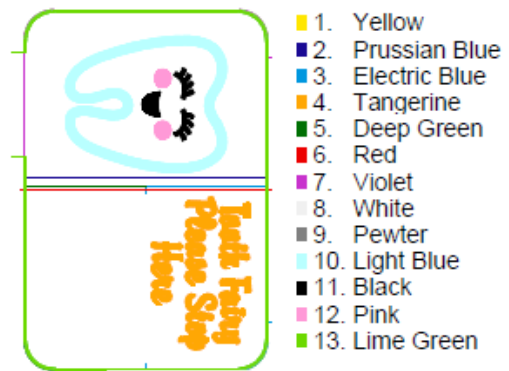 Tooth Fairy
Please Stop
Here
1. Yellow
2. Prussian Blue
3. Electric Blue
4. Tangerine
5. Deep Green
6. Red
7. Violet
8. White
9. Pewter
10. Light Blue
11. Black
12. Pink
13. Lime Green